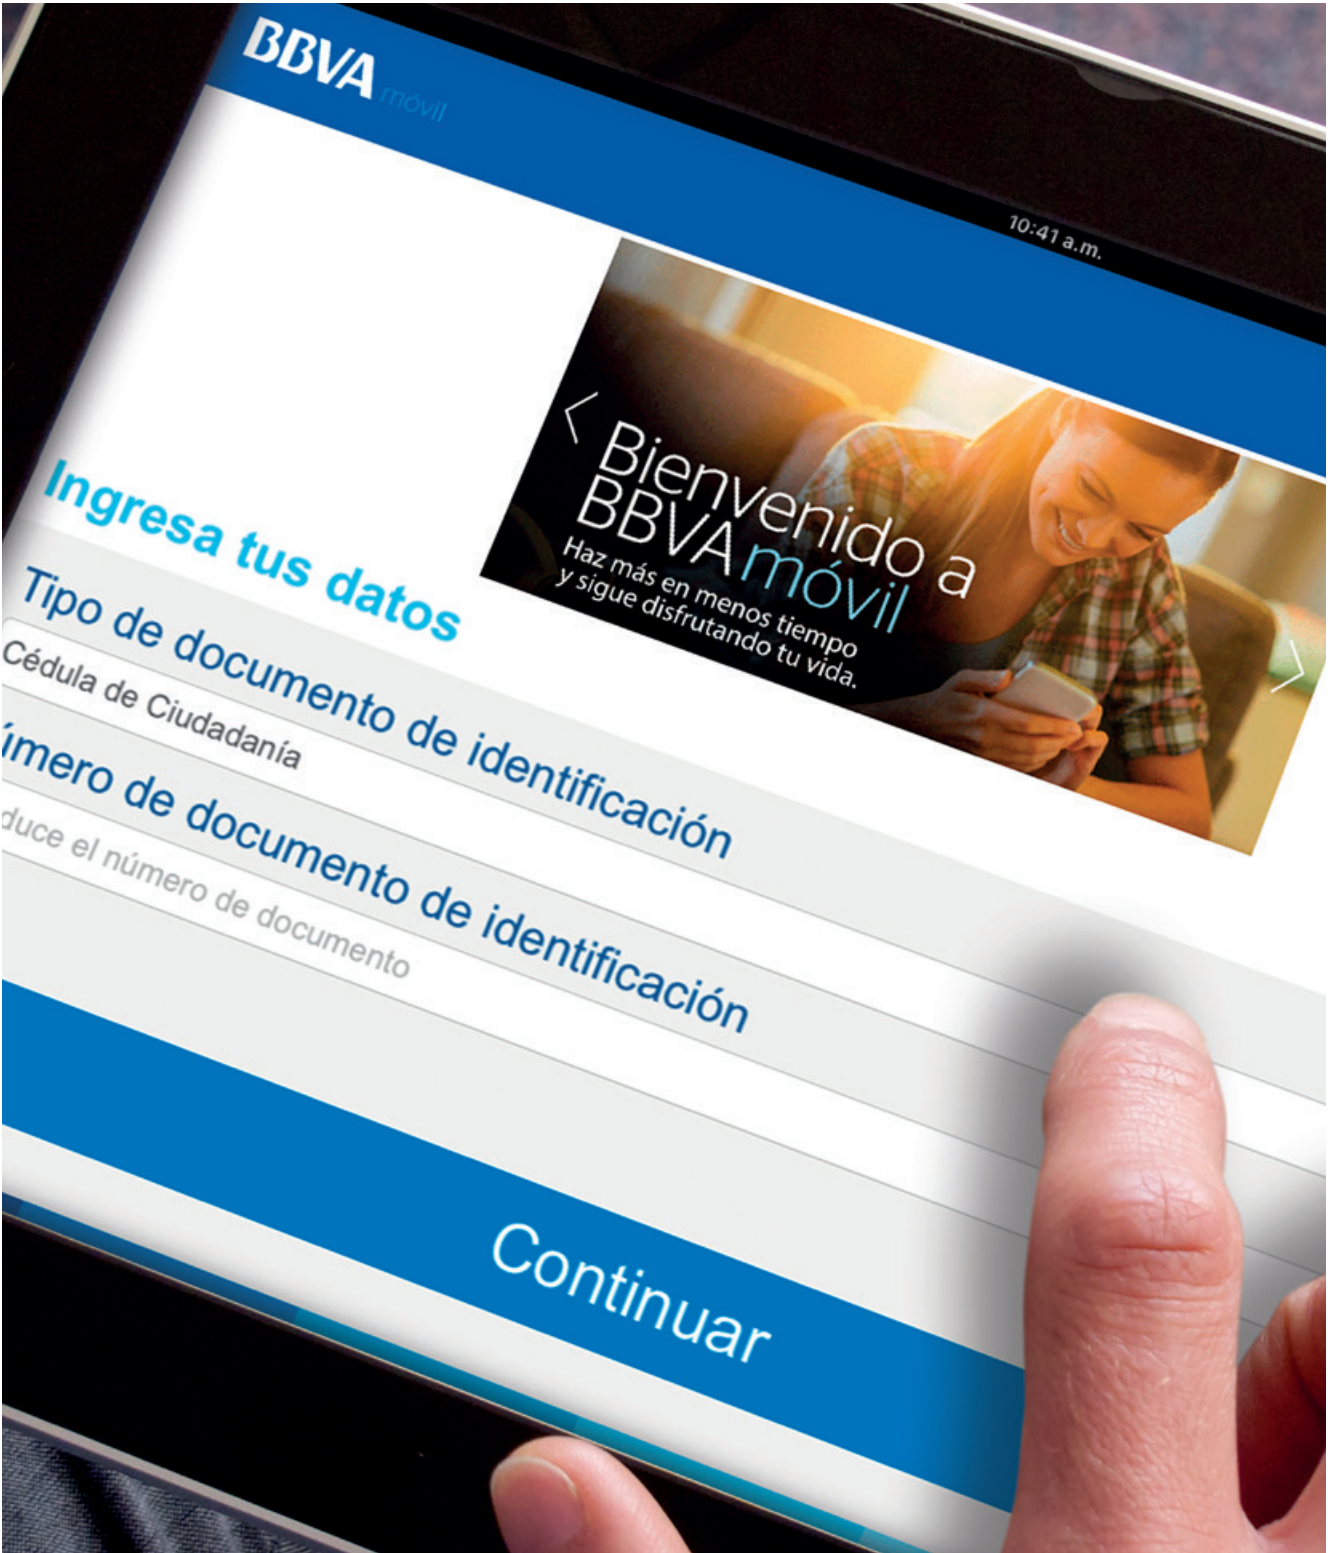 BBVA móvil
10:41 a.m.
Bienvenido a
BBVA móvil
Haz más en menos tiempo
y sigue disfrutando tu vida.
Ingresa tus datos
Tipo de documento de identificación
Cédula de Ciudadanía
úmero de documento de identificación
duce el número de documento
Continuar